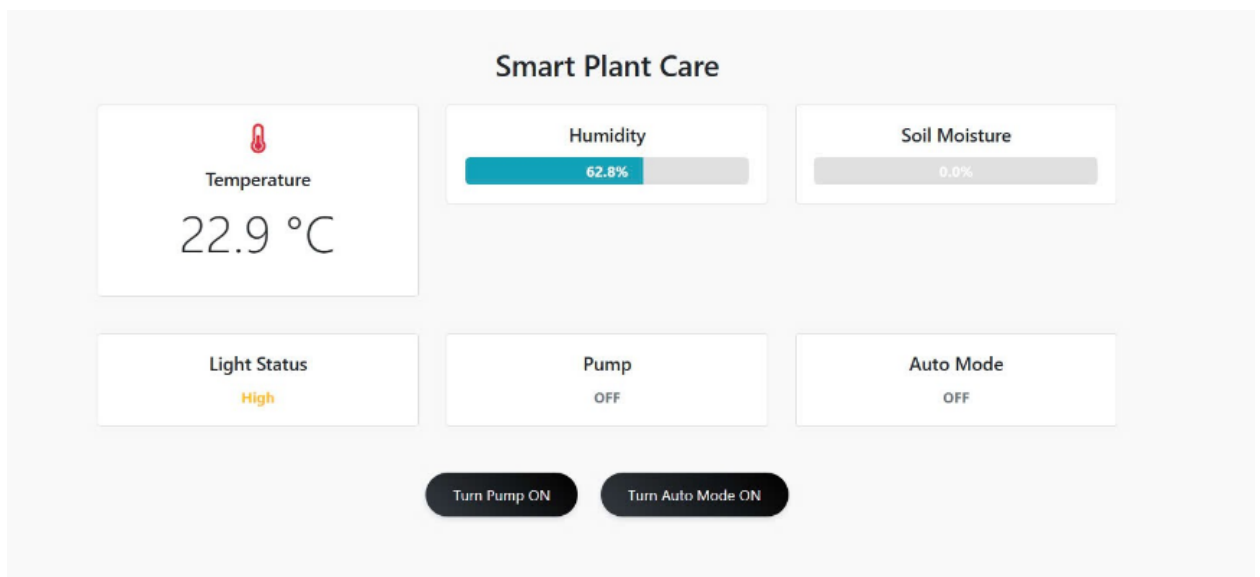 Smart Plant Care
Temperature
22.9 °C
Humidity
62.8%
Soil Moisture
0.0%
Light Status
High
Pump
OFF
Auto Mode
OFF
Turn Pump ON
Turn Auto Mode ON